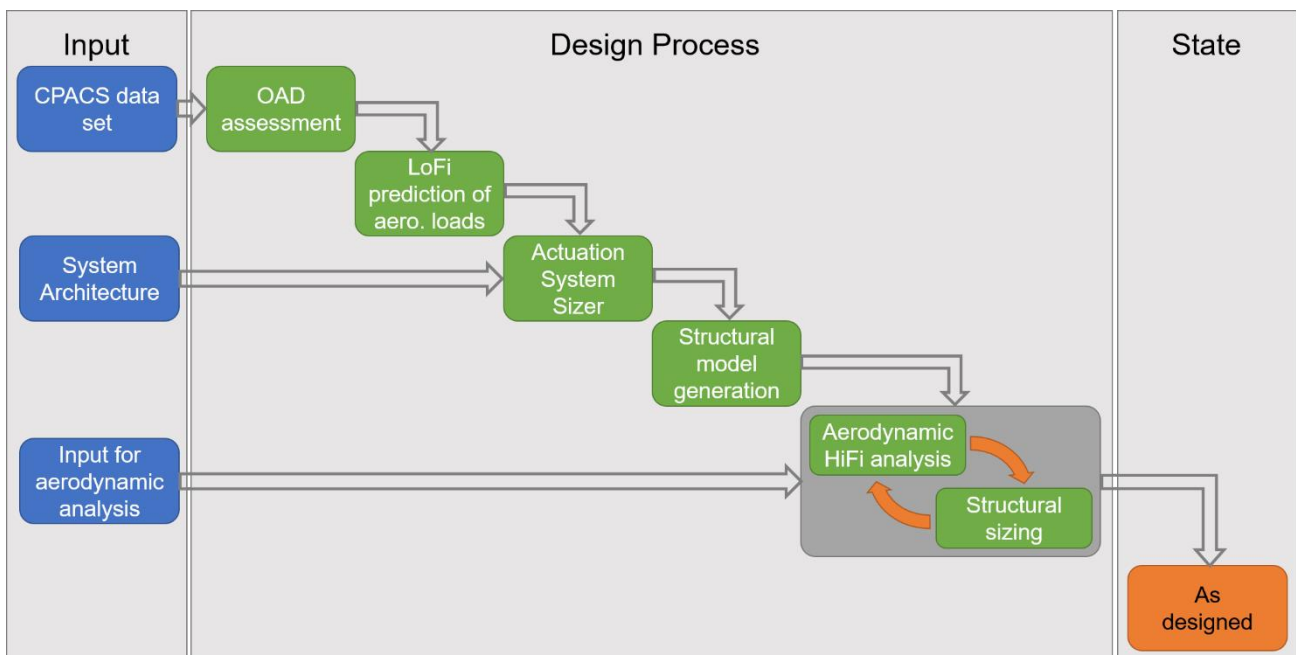 Input
Design Process
State
CPACS data
set
OAD
assessment
LoFi
prediction of
aero. loads
System
Architecture
Actuation
System
Sizer
Structural
model
generation
Input for
aerodynamic
analysis
Aerodynamic
HiFi analysis
Structural
sizing
As
designed